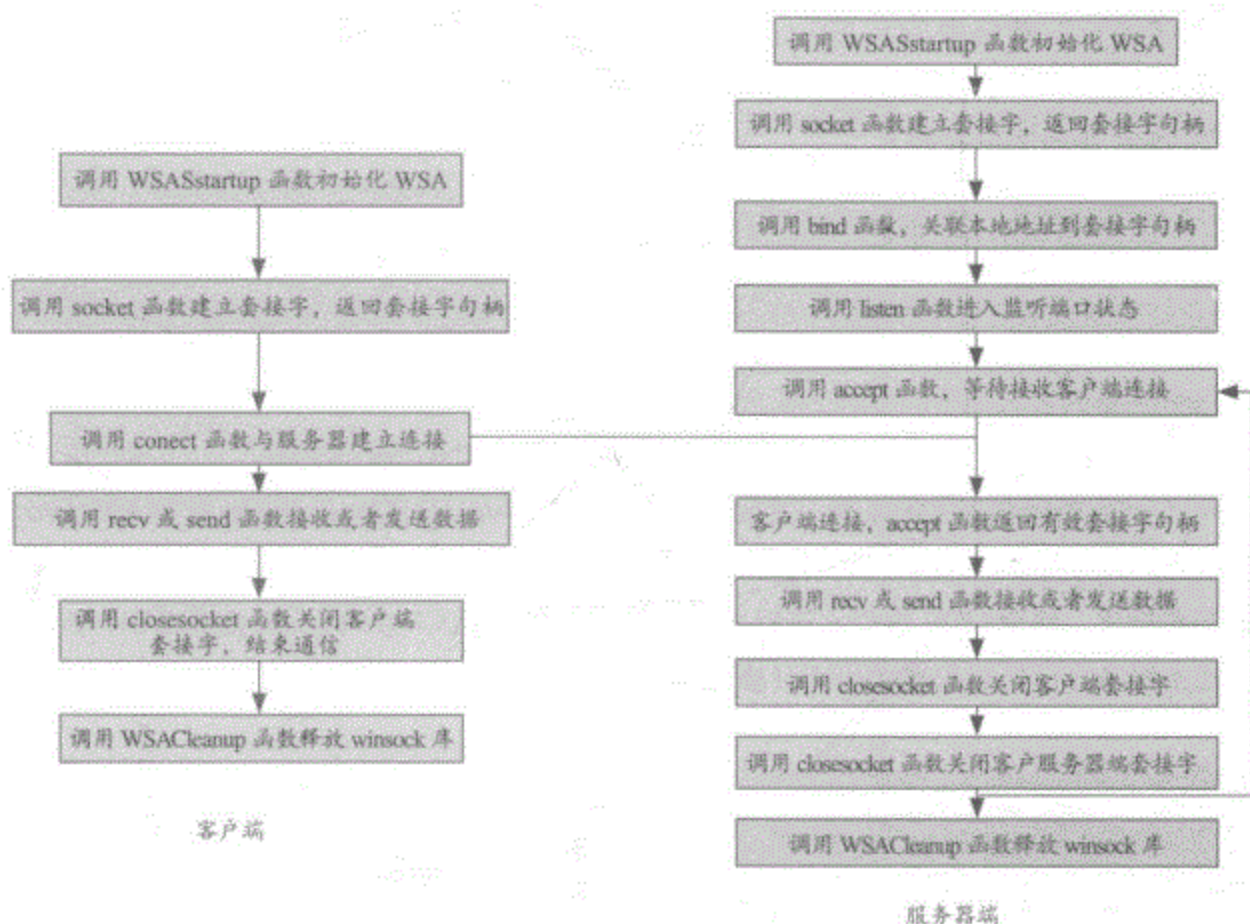 调用 WSASstartup 函数初始化 WSA
调用 socket 函数建立套接字，返回套接字句柄
调用 conect 函数与服务器建立连接
调用 recv 或 send 函数接收或者发送数据
调用 closesocket 函数关闭客户端
套接字，结束通信
调用 WSACleanup 函数释放 winsock 库
客户端
调用 WSASstartup 函数初始化 WSA
调用 socket 函数建立套接字，返回套接字句柄
调用 bind 函数，关联本地地址到套接字句柄
调用 listen 函数进入监听端口状态
调用 accept 函数，等待接收客户端连接
客户端连接，accept 函数返回有效套接字句柄
调用 recv 或 send 函数接收或者发送数据
调用 closesocket 函数关闭客户端套接字
调用 closesocket 函数关闭客户服务器端套接字
调用 WSACleanup 函数释放 winsock 库
服务器端